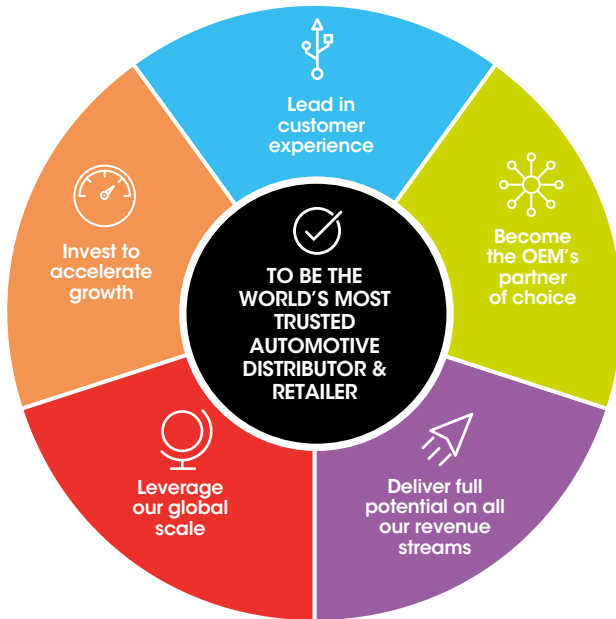 Lead in
customer
experience
Become
the OEM's
partner
of choice
Deliver full
potential on all
our revenue
streams
Leverage
our global
scale
Invest to
accelerate
growth
TO BE THE
WORLD'S MOST
TRUSTED
AUTOMOTIVE
DISTRIBUTOR &
RETAILER